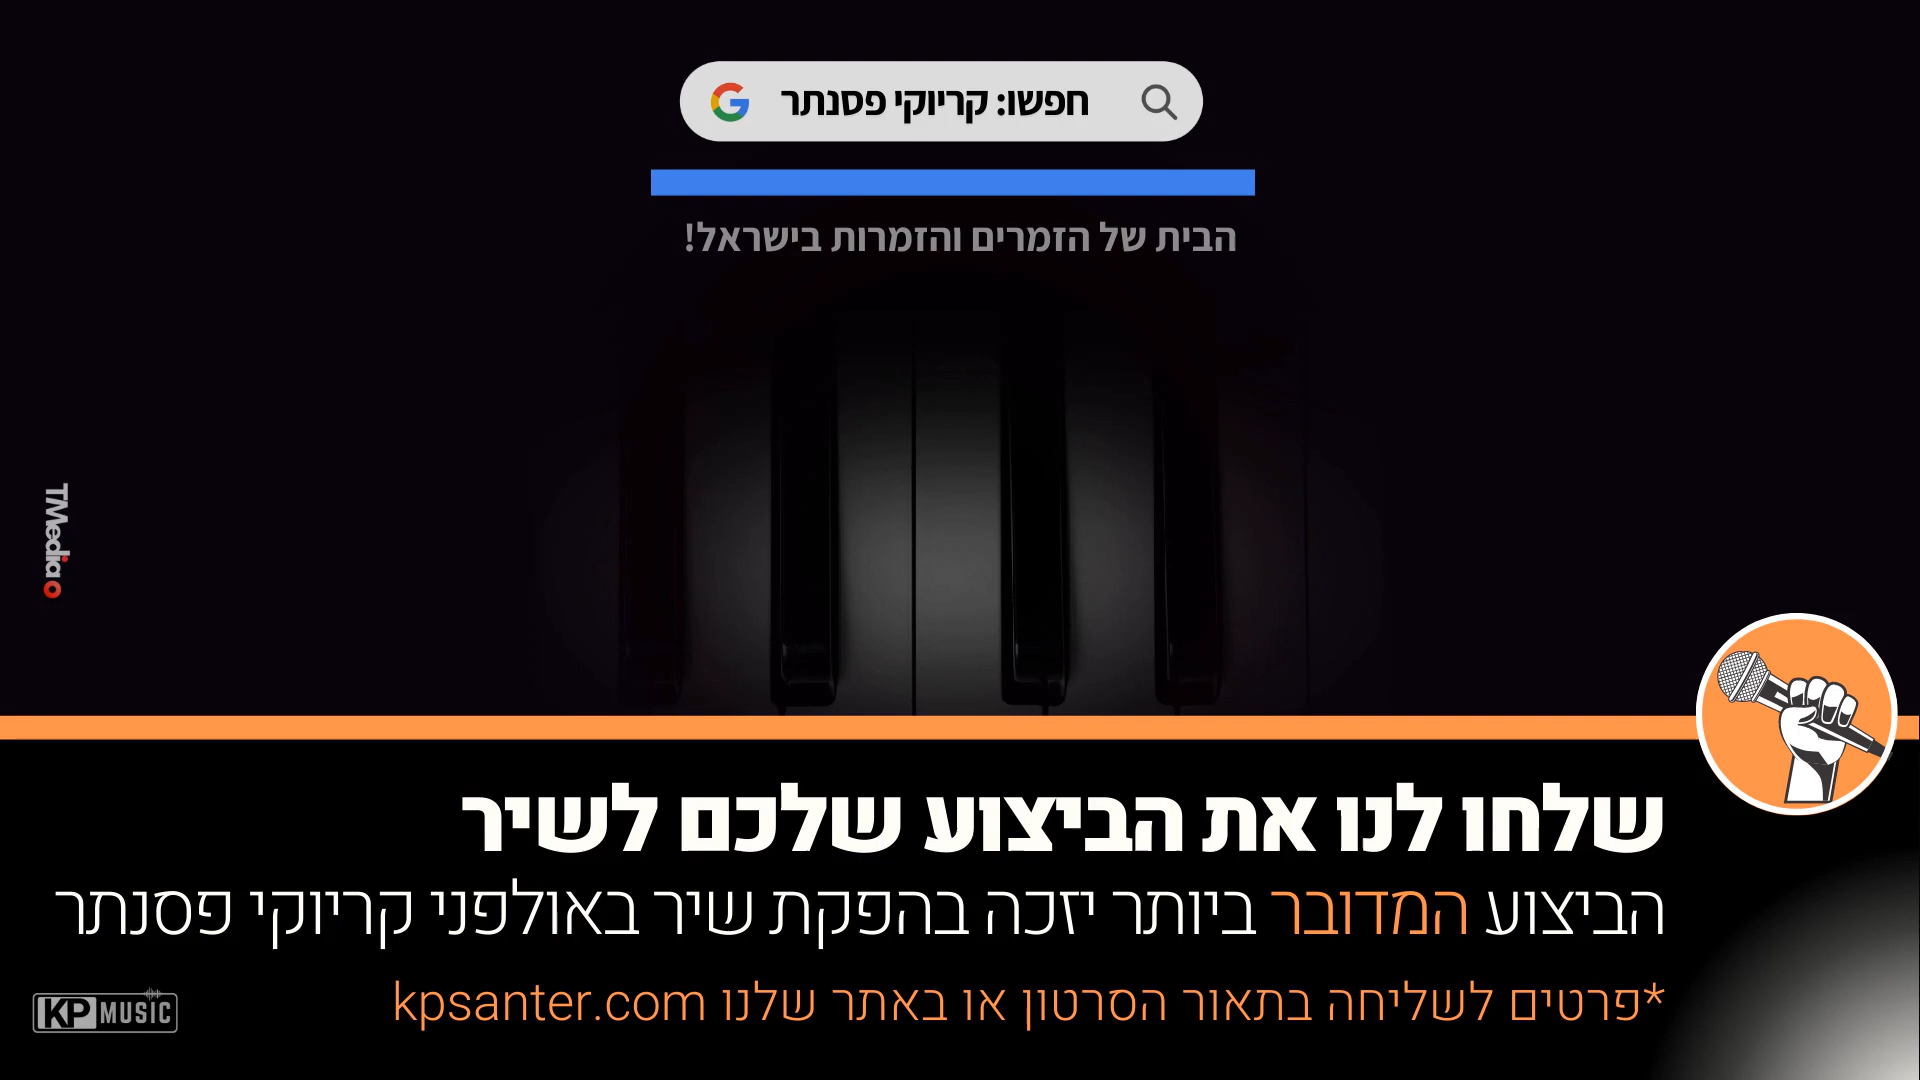 חפשו: קריוקי פסנתר
הבית של הזמרים והזמרות בישראל!
TMedia
שלחו לנו את הביצוע שלכם לשיר
הביצוע המדובר ביותר יזכה בהפקת שיר באולפני קריוקי פסנתר
*פרטים לשליחה בתאור הסרטון או באתר שלנו kpsanter.com
KP MUSIC